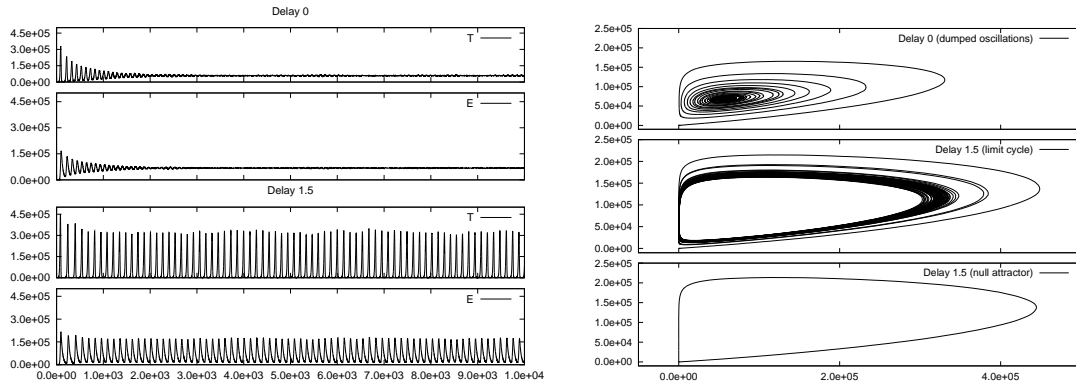 Delay 0
4.5e+05
3.0e+05
1.5e+05
0.0e+00
T
4.5e+05
3.0e+05
1.5e+05
0.0e+00
E
Delay 1.5
4.5e+05
3.0e+05
1.5e+05
0.0e+00
T
4.5e+05
3.0e+05
1.5e+05
0.0e+00
E
0.0e+00 1.0e+03 2.0e+03 3.0e+03 4.0e+03 5.0e+03 6.0e+03 7.0e+03 8.0e+03 9.0e+03 1.0e+04
2.5e+05
2.0e+05
1.5e+05
1.0e+05
5.0e+04
0.0e+00
Delay 0 (dumped oscillations)
2.5e+05
2.0e+05
1.5e+05
1.0e+05
5.0e+04
0.0e+00
Delay 1.5 (limit cycle)
2.5e+05
2.0e+05
1.5e+05
1.0e+05
5.0e+04
0.0e+00
Delay 1.5 (null attractor)
0.0e+00 2.0e+05 4.0e+05